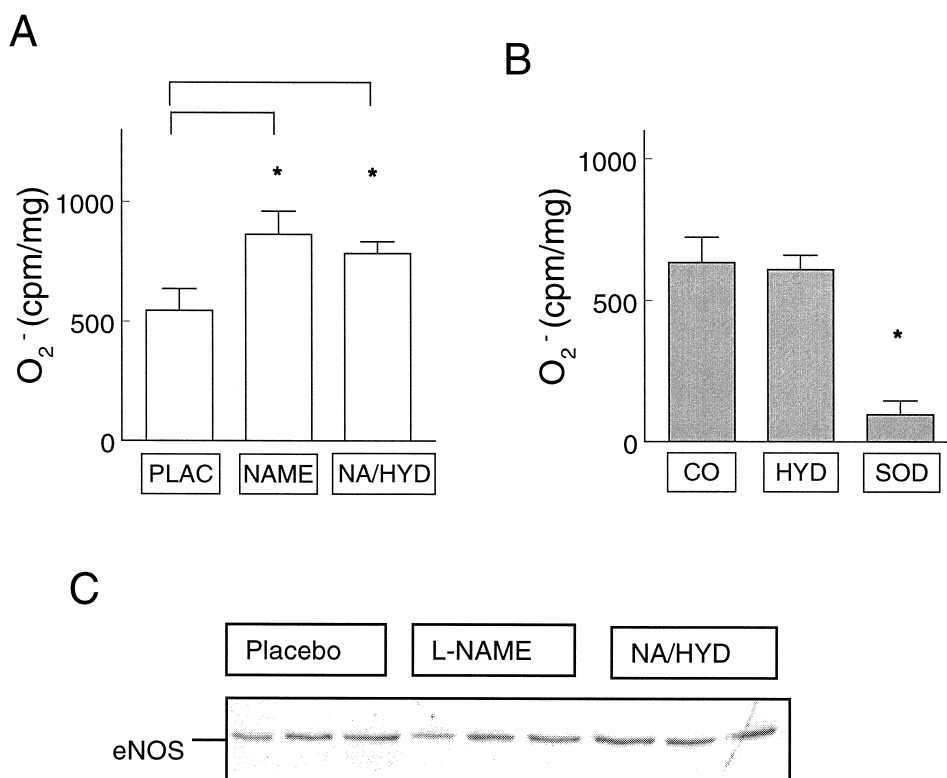 A
B
O2- (cpm/mg)
1000
500
0
*
*
PLAC
NAME
NA/HYD
O2- (cpm/mg)
1000
500
0
*
CO
HYD
SOD
C
Placebo
L-NAME
NA/HYD
eNOS